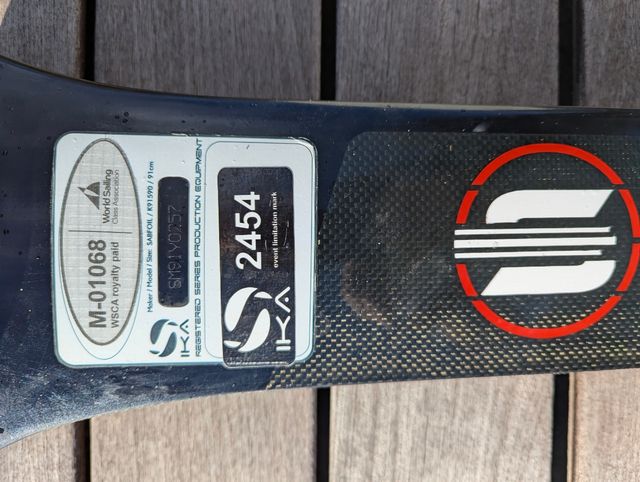 World Sailing
Class Association
M-01068
WSCA royalty paid
Maker / Model / Size: SABFOIL / K91590 / 91cm
SM91Y0257
IKA
REGISTERED SERIES PRODUCTION EQUIPMENT
2454
event limitation mark
IKA